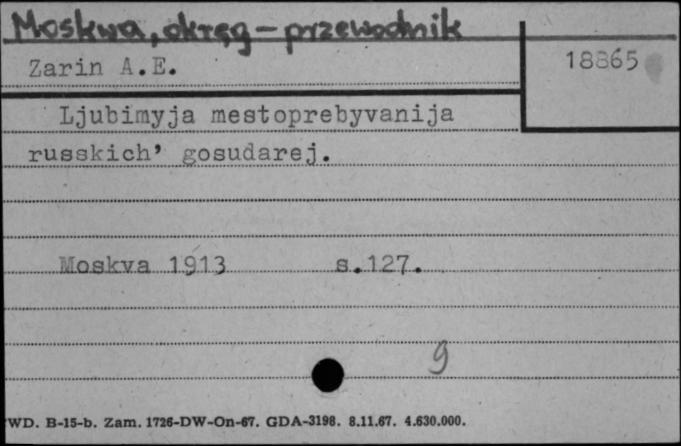 Moskwa, okręg - przewodnik
Zarin A.E.
18865
Ljubimyja mestoprebyvanija
russkich’ gosudarej.
Moskva 1913 s.127.
9
WD. B-15-b. Zam. 1726-DW-On-67. GDA-3198. 8.11.67. 4.630.000.